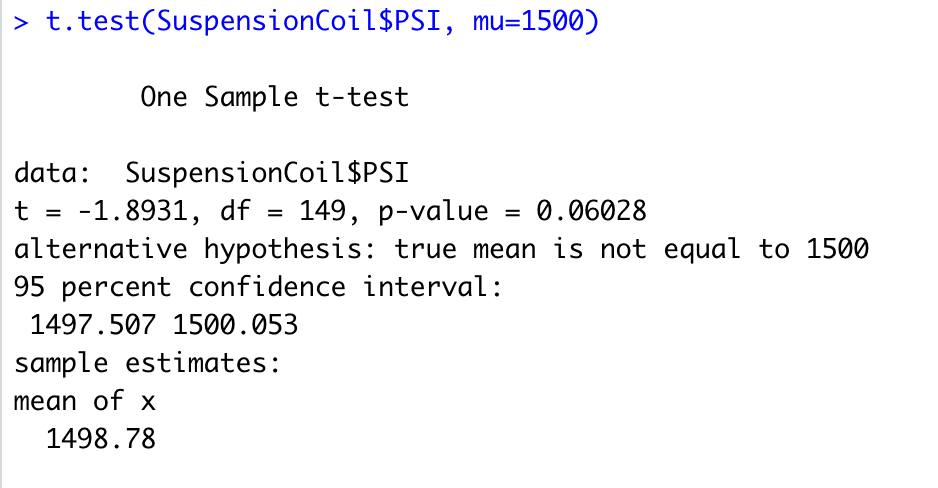 > t.test(SuspensionCoil$PSI, mu=1500)
One Sample t-test
data:  SuspensionCoil$PSI
t = -1.8931, df = 149, p-value = 0.06028
alternative hypothesis: true mean is not equal to 1500
95 percent confidence interval:
1497.507 1500.053
sample estimates:
mean of x
1498.78